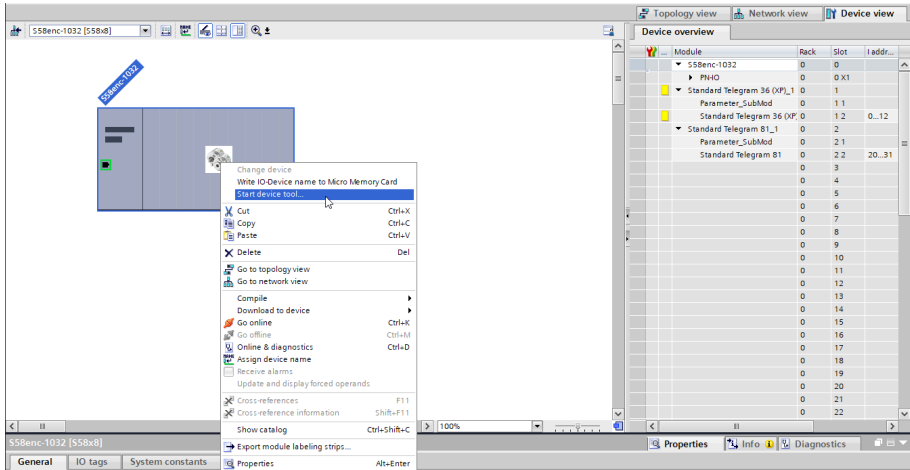 Topology view
Network view
Device view
S58enc-1032 [S58x8]
Device overview
... Module Rack Slot I addr...
S58enc-1032 0 0
PN-IO 0 0 X1
Standard Telegram 36 (XP)_1 0 1
Parameter_SubMod 0 1 1
Standard Telegram 36 (XP) 0 1 2 0...12
Standard Telegram 81_1 0 2
Parameter_SubMod 0 2 1
Standard Telegram 81 0 2 2 20...31
0 3
0 4
0 5
0 6
0 7
0 8
0 9
0 10
0 11
0 12
0 13
0 14
0 15
0 16
0 17
0 18
0 19
0 20
0 21
0 22
S58enc-1032
Change device
Write IO-Device name to Micro Memory Card
Start device tool...
Cut Ctrl+X
Copy Ctrl+C
Paste Ctrl+V
Delete Del
Go to topology view
Go to network view
Compile
Download to device
Go online Ctrl+K
Go offline Ctrl+M
Online & diagnostics Ctrl+D
Assign device name
Receive alarms
Update and display forced operands
Cross-references F11
Cross-reference information Shift+F11
Show catalog Ctrl+Shift+C
Export module labeling strips...
Properties Alt+Enter
100%
S58enc-1032 [S58x8]
Properties
Info
Diagnostics
General
IO tags
System constants